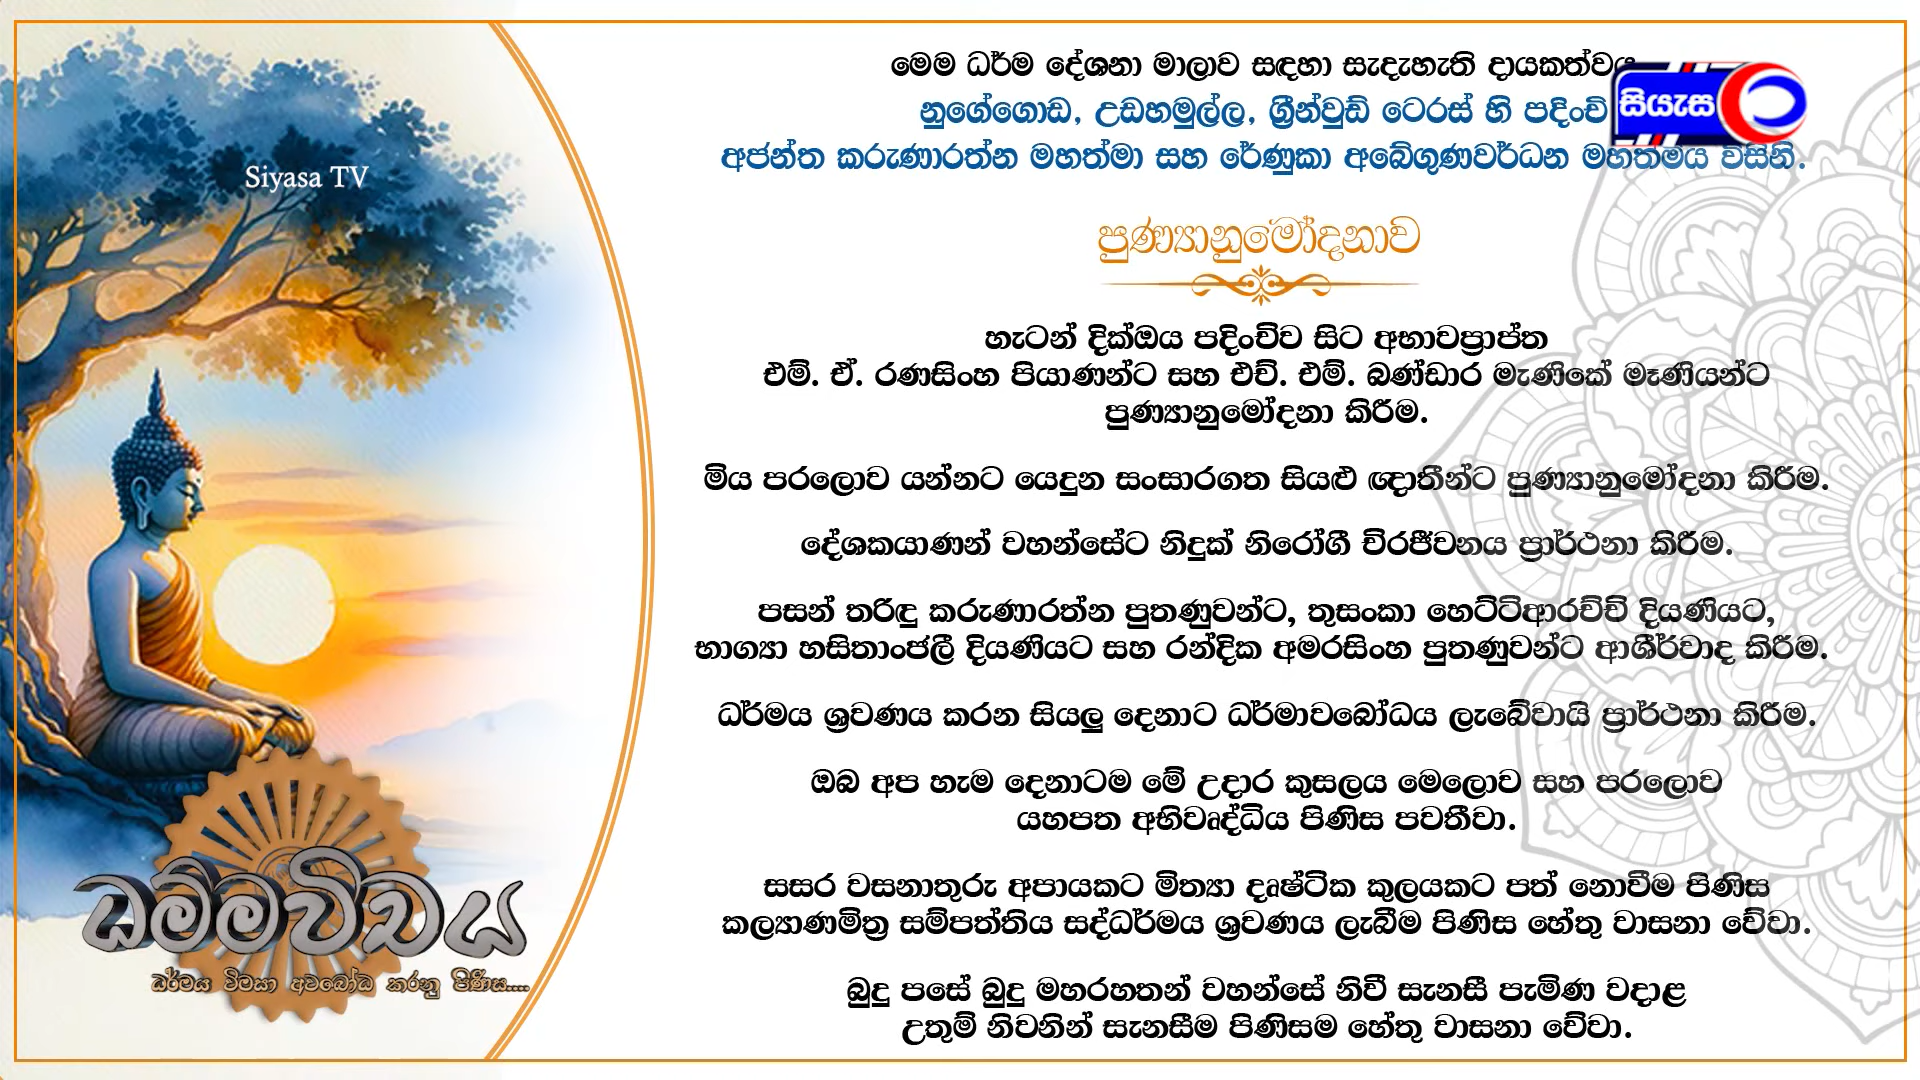 මෙම ධර්ම දේශනා මාලාව සඳහා සැදැහැති දායකත්වය
නුගේගොඩ, උඩහමුල්ල, ග්‍රීන්වුඩ් ටෙරස් හි පදිංචි
සියැස
අජන්ත කරුණාරත්න මහත්මා සහ රේණුකා අබේගුණවර්ධන මහත්මිය විසිනි.
Siyasa TV
පුණ්‍යානුමෝදනාව
හැටන් දික්ඔය පදිංචිව සිට අභාවප්‍රාප්ත
එම්. ඒ. රණසිංහ පියාණන්ට සහ එච්. එම්. බණ්ඩාර මැණිකේ මෑණියන්ට
පුණ්‍යානුමෝදනා කිරීම.
මිය පරලොව යන්නට යෙදුන සංසාරගත සියළු ඥාතීන්ට පුණ්‍යානුමෝදනා කිරීම.
දේශකයාණන් වහන්සේට නිදුක් නිරෝගී චිරජීවනය ප්‍රාර්ථනා කිරීම.
පසන් තරිඳු කරුණාරත්න පුතණුවන්ට, තුසංකා හෙට්ටිආරච්චි දියණියට,
භාග්‍යා හසිතාංජලී දියණියට සහ රන්දික අමරසිංහ පුතණුවන්ට ආශීර්වාද කිරීම.
ධර්මය ශ්‍රවණය කරන සියලු දෙනාට ධර්මාවබෝධය ලැබේවායි ප්‍රාර්ථනා කිරීම.
ඔබ අප හැම දෙනාටම මේ උදාර කුසලය මෙලොව සහ පරලොව
යහපත අභිවෘද්ධිය පිණිස පවතීවා.
සසර වසනාතුරු අපායකට මිත්‍යා දෘෂ්ටික කුලයකට පත් නොවීම පිණිස
කල්‍යාණමිත්‍ර සම්පත්තිය සද්ධර්මය ශ්‍රවණය ලැබීම පිණිස හේතු වාසනා වේවා.
බුදු පසේ බුදු මහරහතන් වහන්සේ නිවී සැනසී පැමිණ වදාළ
උතුම් නිවනින් සැනසීම පිණිසම හේතු වාසනා වේවා.
ධම්මවිචය
ධර්මය විමසා අවබෝධ කරනු පිණිස....